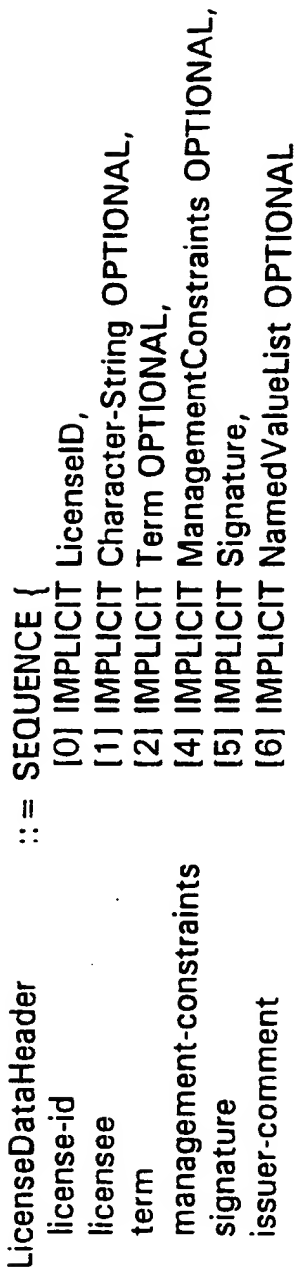 LicenseDataHeader ::= SEQUENCE {
license-id [0] IMPLICIT LicenseID,
licensee [1] IMPLICIT Character-String OPTIONAL,
term [2] IMPLICIT Term OPTIONAL,
management-constraints [4] IMPLICIT ManagementConstraints OPTIONAL,
signature [5] IMPLICIT Signature,
issuer-comment [6] IMPLICIT NamedValueList OPTIONAL